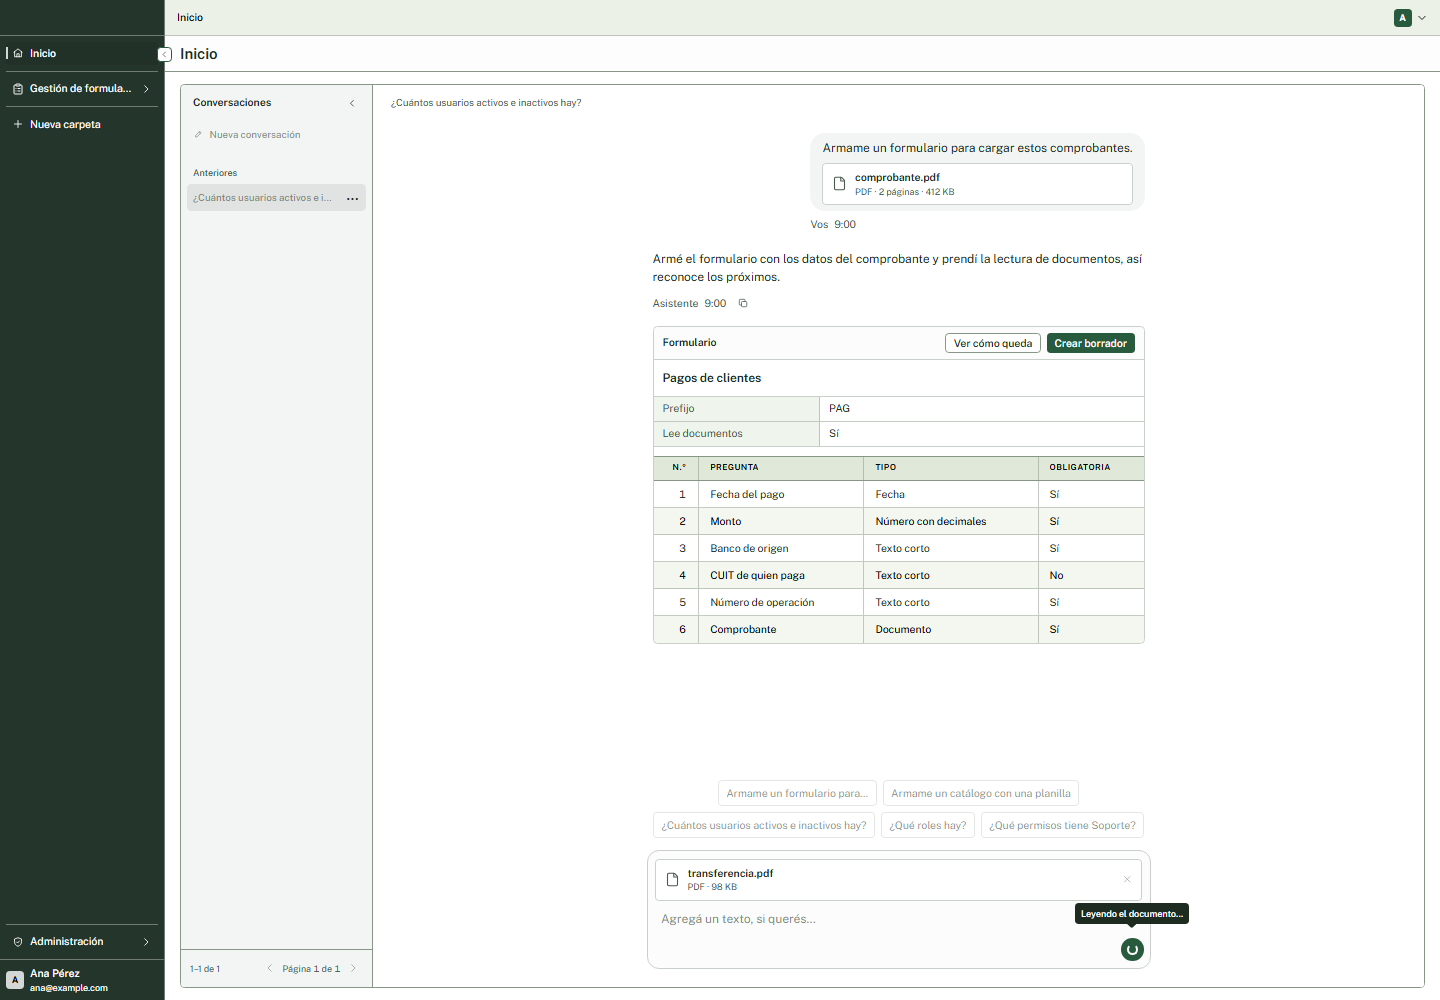 Inicio
A
Inicio
Gestión de formula...
Nueva carpeta
Inicio
Conversaciones
Nueva conversación
Anteriores
¿Cuántos usuarios activos e i...
¿Cuántos usuarios activos e inactivos hay?
Armame un formulario para cargar estos comprobantes.
comprobante.pdf
PDF · 2 páginas · 412 KB
Vos 9:00
Armé el formulario con los datos del comprobante y prendí la lectura de documentos, así
reconoce los próximos.
Asistente 9:00
Formulario
Ver cómo queda
Crear borrador
Pagos de clientes
Prefijo PAG
Lee documentos Sí
N.º PREGUNTA TIPO OBLIGATORIA
1 Fecha del pago Fecha Sí
2 Monto Número con decimales Sí
3 Banco de origen Texto corto Sí
4 CUIT de quien paga Texto corto No
5 Número de operación Texto corto Sí
6 Comprobante Documento Sí
Armame un formulario para...
Armame un catálogo con una planilla
¿Cuántos usuarios activos e inactivos hay?
¿Qué roles hay?
¿Qué permisos tiene Soporte?
transferencia.pdf
PDF · 98 KB
Agregá un texto, si querés...
Leyendo el documento...
1-1 de 1
Página 1 de 1
Administración
A
Ana Pérez
ana@example.com